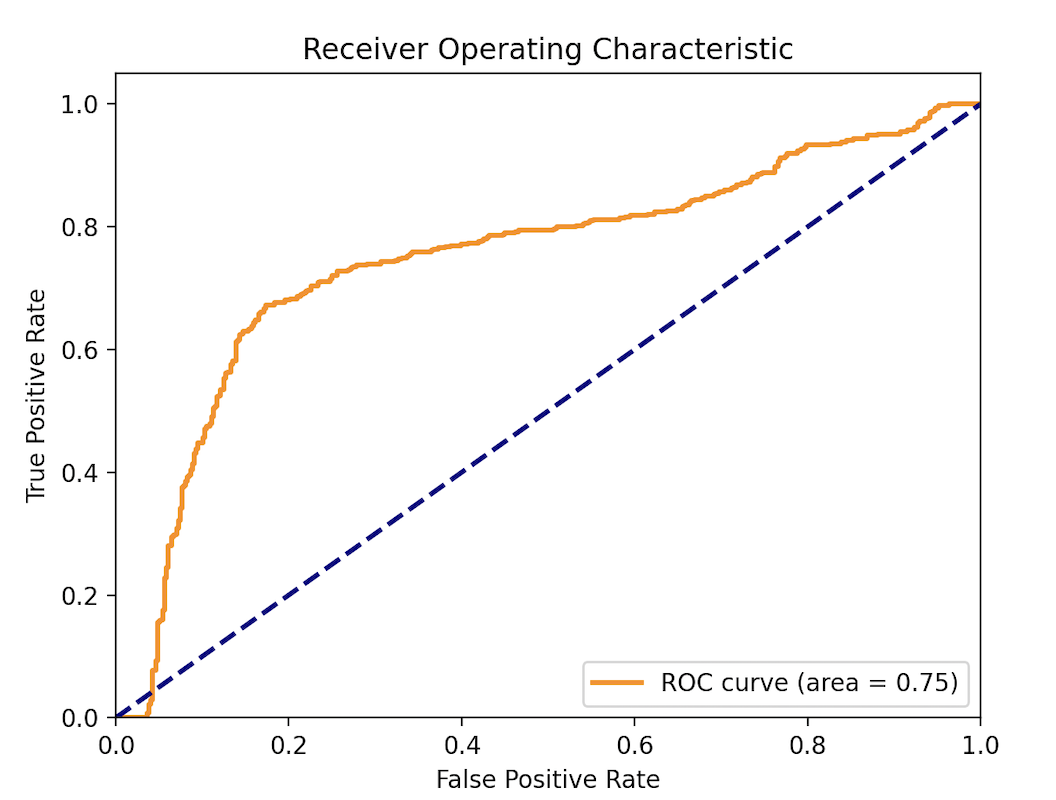 Receiver Operating Characteristic
1.0
0.8
0.6
0.4
0.2
0.0
True Positive Rate
ROC curve (area = 0.75)
0.0 0.2 0.4 0.6 0.8 1.0
False Positive Rate